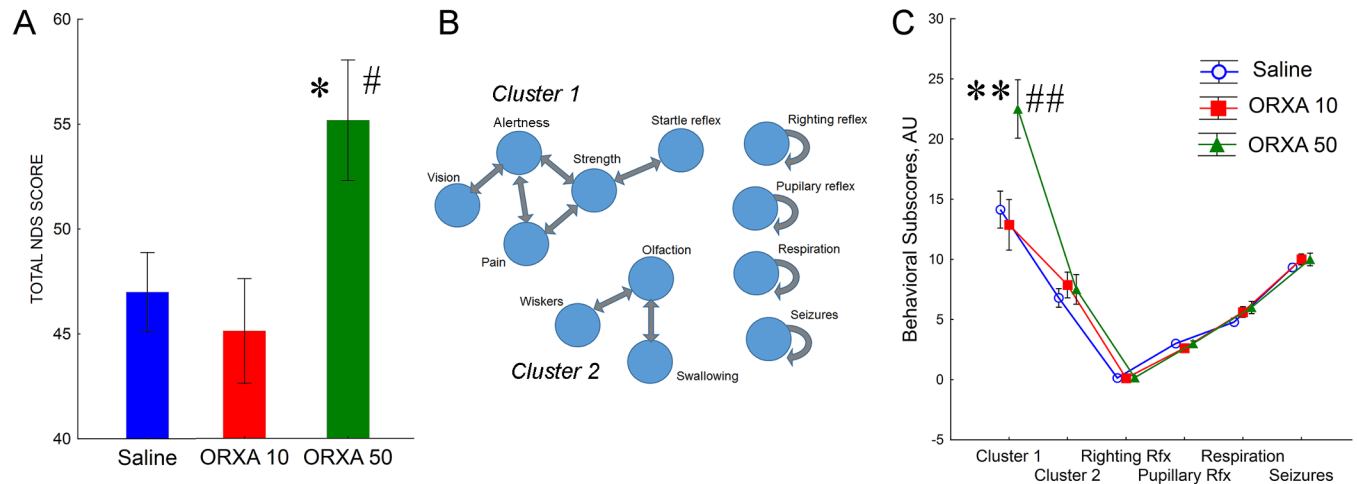 A
TOTAL NDS SCORE
60
55
50
45
40
* #
Saline ORXA 10 ORXA 50
B
Cluster 1
Alertness
Startle reflex
Strength
Vision
Pain
Olfaction
Wiskers
Swallowing
Cluster 2
Righting reflex
Pupilary reflex
Respiration
Seizures
C
Behavioral Subscores, AU
30
25
20
15
10
5
0
-5
** ##
Saline
ORXA 10
ORXA 50
Cluster 1 Righting Rfx Respiration
Cluster 2 Pupillary Rfx Seizures